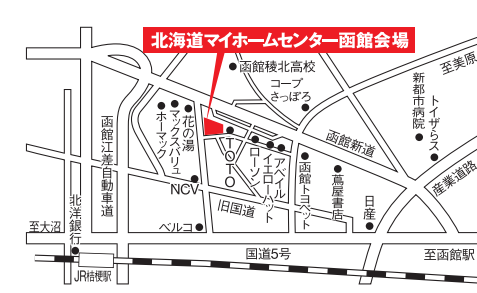 北海道マイホームセンター函館会場
函館稜北高校
コープ
さっぽろ
至美原
新都市病院
トイザらス
函館江差自動車道
ホーマック
マックスバリュ
花の湯
TOTO
ローソン
イエローハット
アベイル
函館トヨペット
函館新道
蔦屋書店
日産
産業道路
NCV
旧国道
北洋銀行
至大沼
ベルコ
国道5号
至函館駅
JR桔梗駅